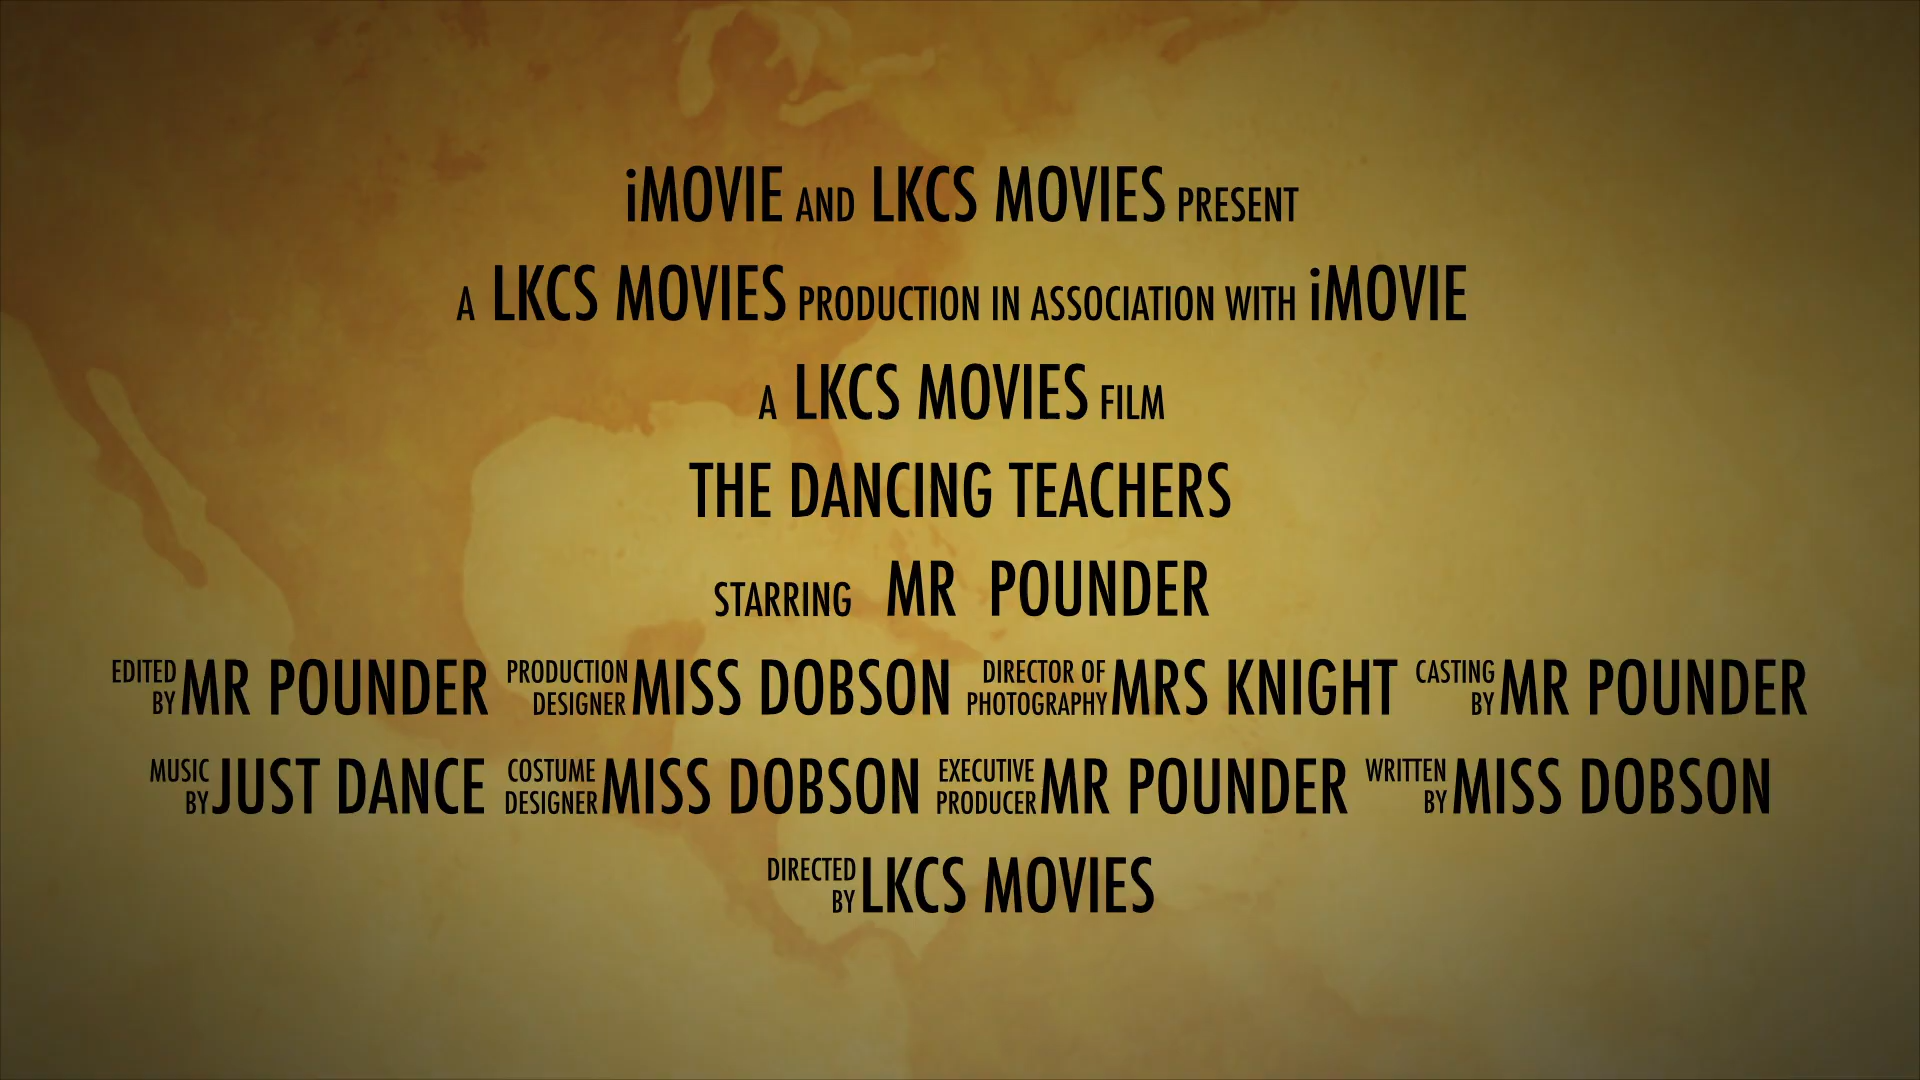 iMOVIE AND LKCS MOVIES PRESENT
A LKCS MOVIES PRODUCTION IN ASSOCIATION WITH iMOVIE
A LKCS MOVIES FILM
THE DANCING TEACHERS
STARRING MR POUNDER
EDITED BY MR POUNDER PRODUCTION DESIGNER MISS DOBSON DIRECTOR OF PHOTOGRAPHY MRS KNIGHT CASTING BY MR POUNDER
MUSIC BY JUST DANCE COSTUME DESIGNER MISS DOBSON EXECUTIVE PRODUCER MR POUNDER WRITTEN BY MISS DOBSON
DIRECTED BY LKCS MOVIES